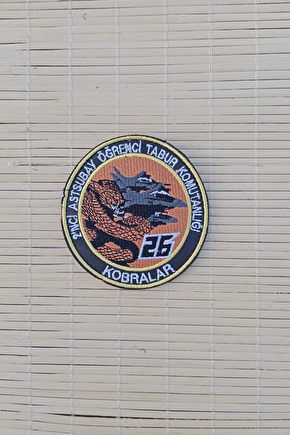 2'NCİ ASTSUBAY ÖĞRENCİ TABUR KOMUTANLIĞI
26
KOBRALAR